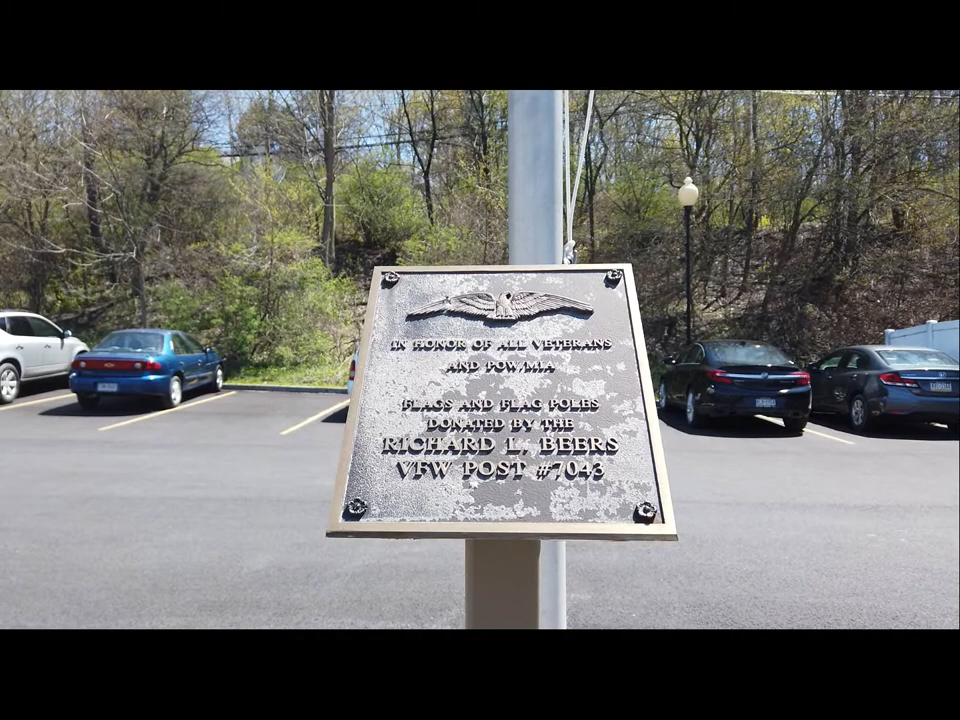 IN HONOR OF ALL VETERANS
AND POW/MIA
FLAGS AND FLAG POLES
DONATED BY THE
RICHARD L. BEERS
VFW POST #7043